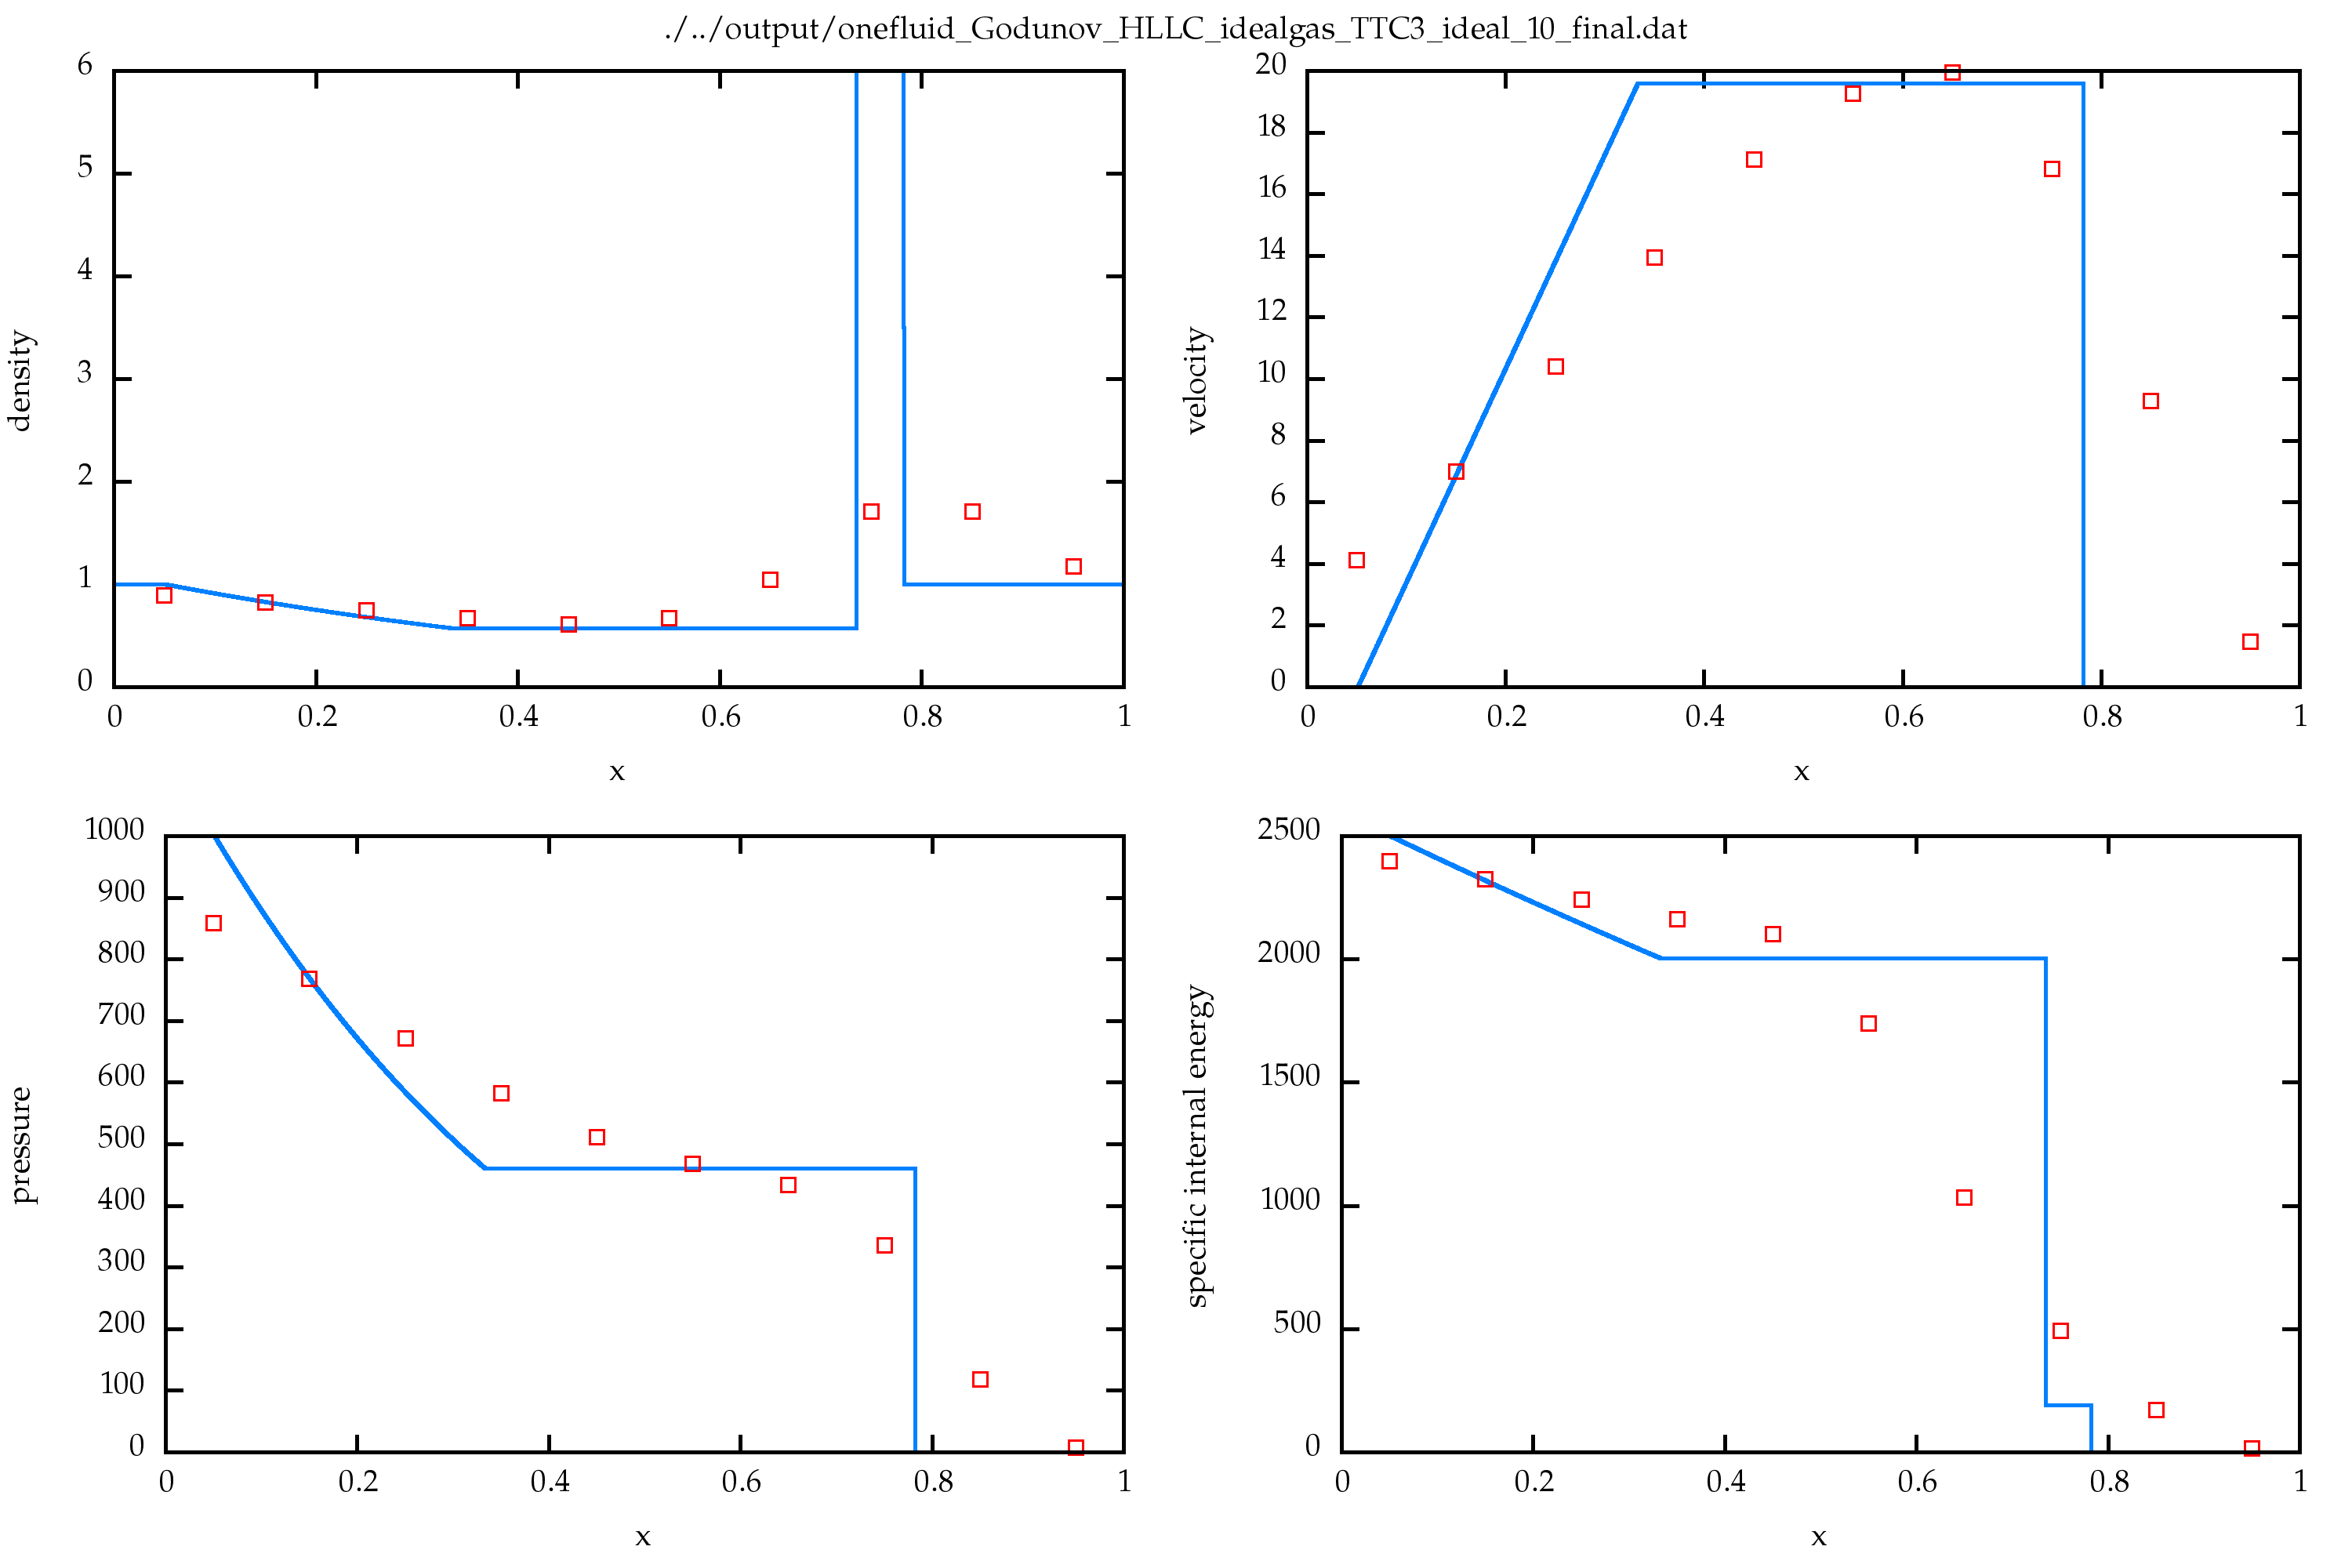 ./../output/onefluid_Godunov_HLLC_idealgas_TTC3_ideal_10_final.dat
6
5
4
3
2
1
0
density
0 0.2 0.4 0.6 0.8 1
x
20
18
16
14
12
10
8
6
4
2
0
velocity
0 0.2 0.4 0.6 0.8 1
x
1000
900
800
700
600
500
400
300
200
100
0
pressure
0 0.2 0.4 0.6 0.8 1
x
2500
2000
1500
1000
500
0
specific internal energy
0 0.2 0.4 0.6 0.8 1
x